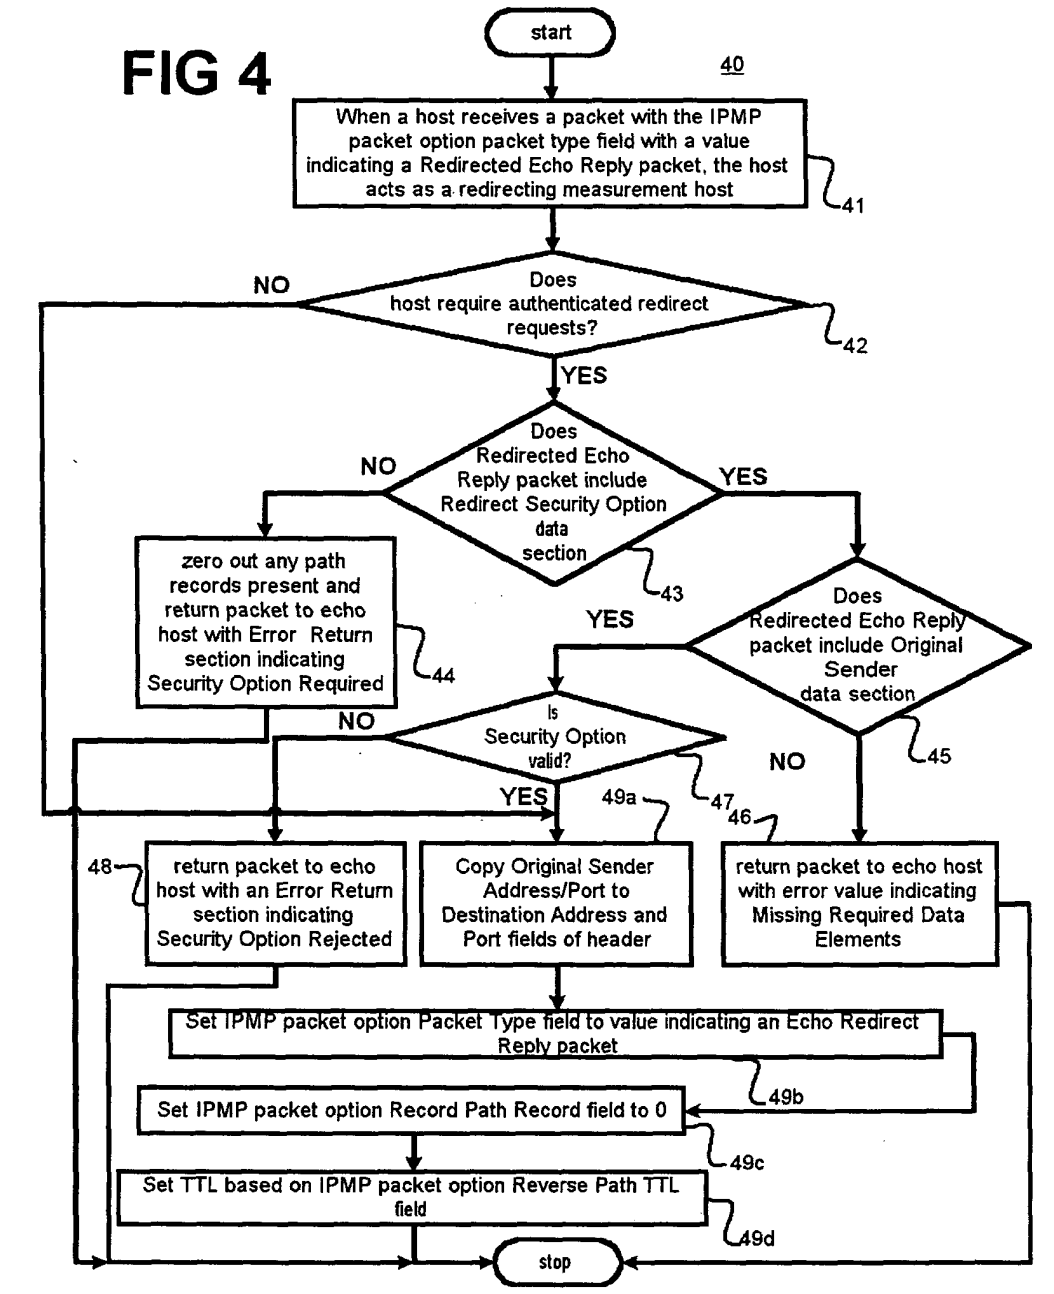 start
FIG 4
40
When a host receives a packet with the IPMP
packet option packet type field with a value
indicating a Redirected Echo Reply packet, the host
acts as a redirecting measurement host
41
NO
Does
host require authenticated redirect
requests?
42
YES
Does
Redirected Echo
Reply packet include
Redirect Security Option
data
section
NO
YES
43
zero out any path
records present and
return packet to echo
host with Error Return
section indicating
Security Option Required
44
YES
Does
Redirected Echo Reply
packet include Original
Sender
data section
45
NO
NO
Is
Security Option
valid?
47
YES
49a
46
48
return packet to echo
host with an Error Return
section indicating
Security Option Rejected
Copy Original Sender
Address/Port to
Destination Address and
Port fields of header
return packet to echo host
with error value indicating
Missing Required Data
Elements
Set IPMP packet option Packet Type field to value indicating an Echo Redirect
Reply packet
49b
Set IPMP packet option Record Path Record field to 0
49c
Set TTL based on IPMP packet option Reverse Path TTL
field
49d
stop